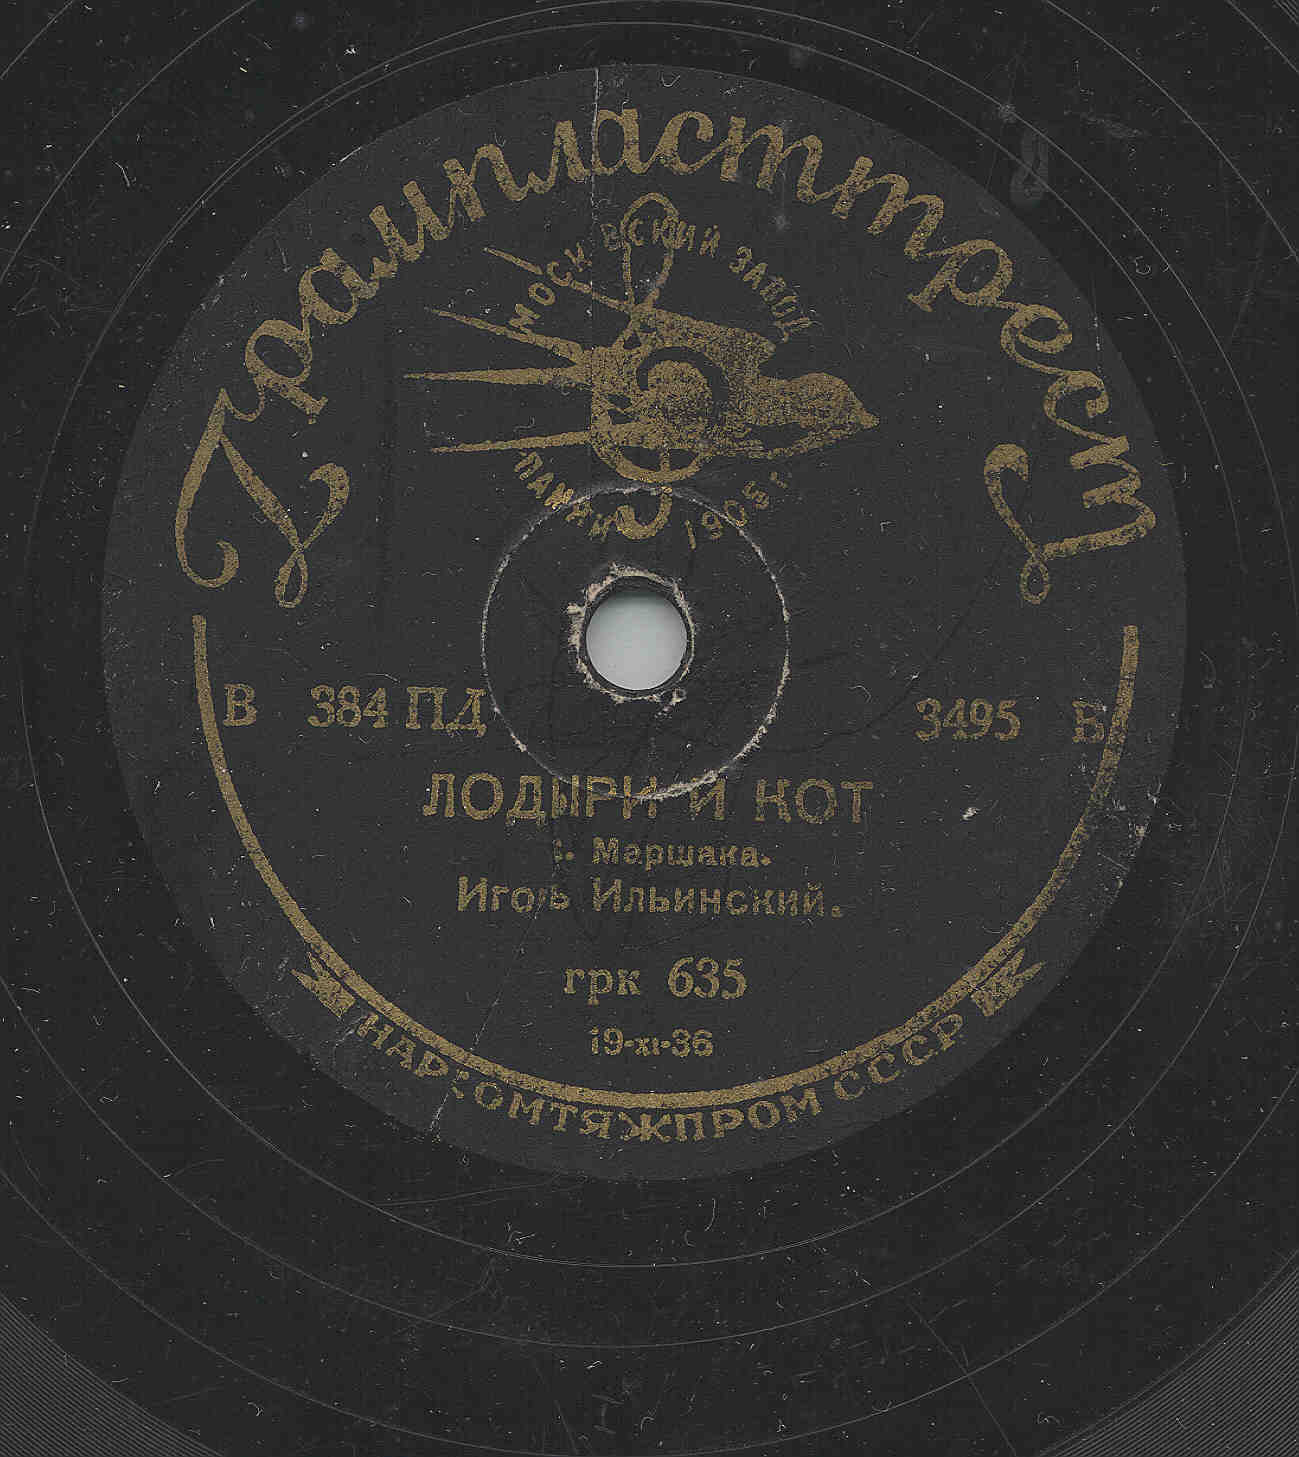 Грампласттрест
МОСКОВСКИЙ ЗАВОД
ПАМЯТИ 1905 г.
В 384 ПД 3495 Б
ЛОДЫРИ И КОТ
Маршака.
Игорь Ильинский.
грк 635
19-XI-36
НАРКОМТЯЖПРОМ СССР